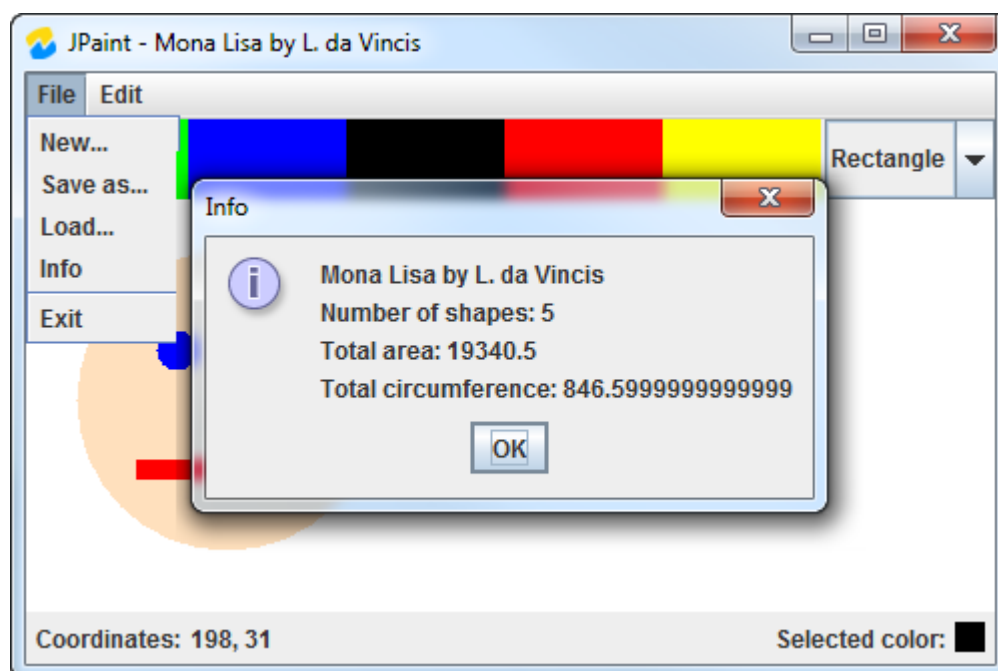 JPaint - Mona Lisa by L. da Vincis
File Edit
New...
Save as...
Load...
Info
Exit
Rectangle
Info
Mona Lisa by L. da Vincis
Number of shapes: 5
Total area: 19340.5
Total circumference: 846.5999999999999
OK
Coordinates: 198, 31
Selected color: